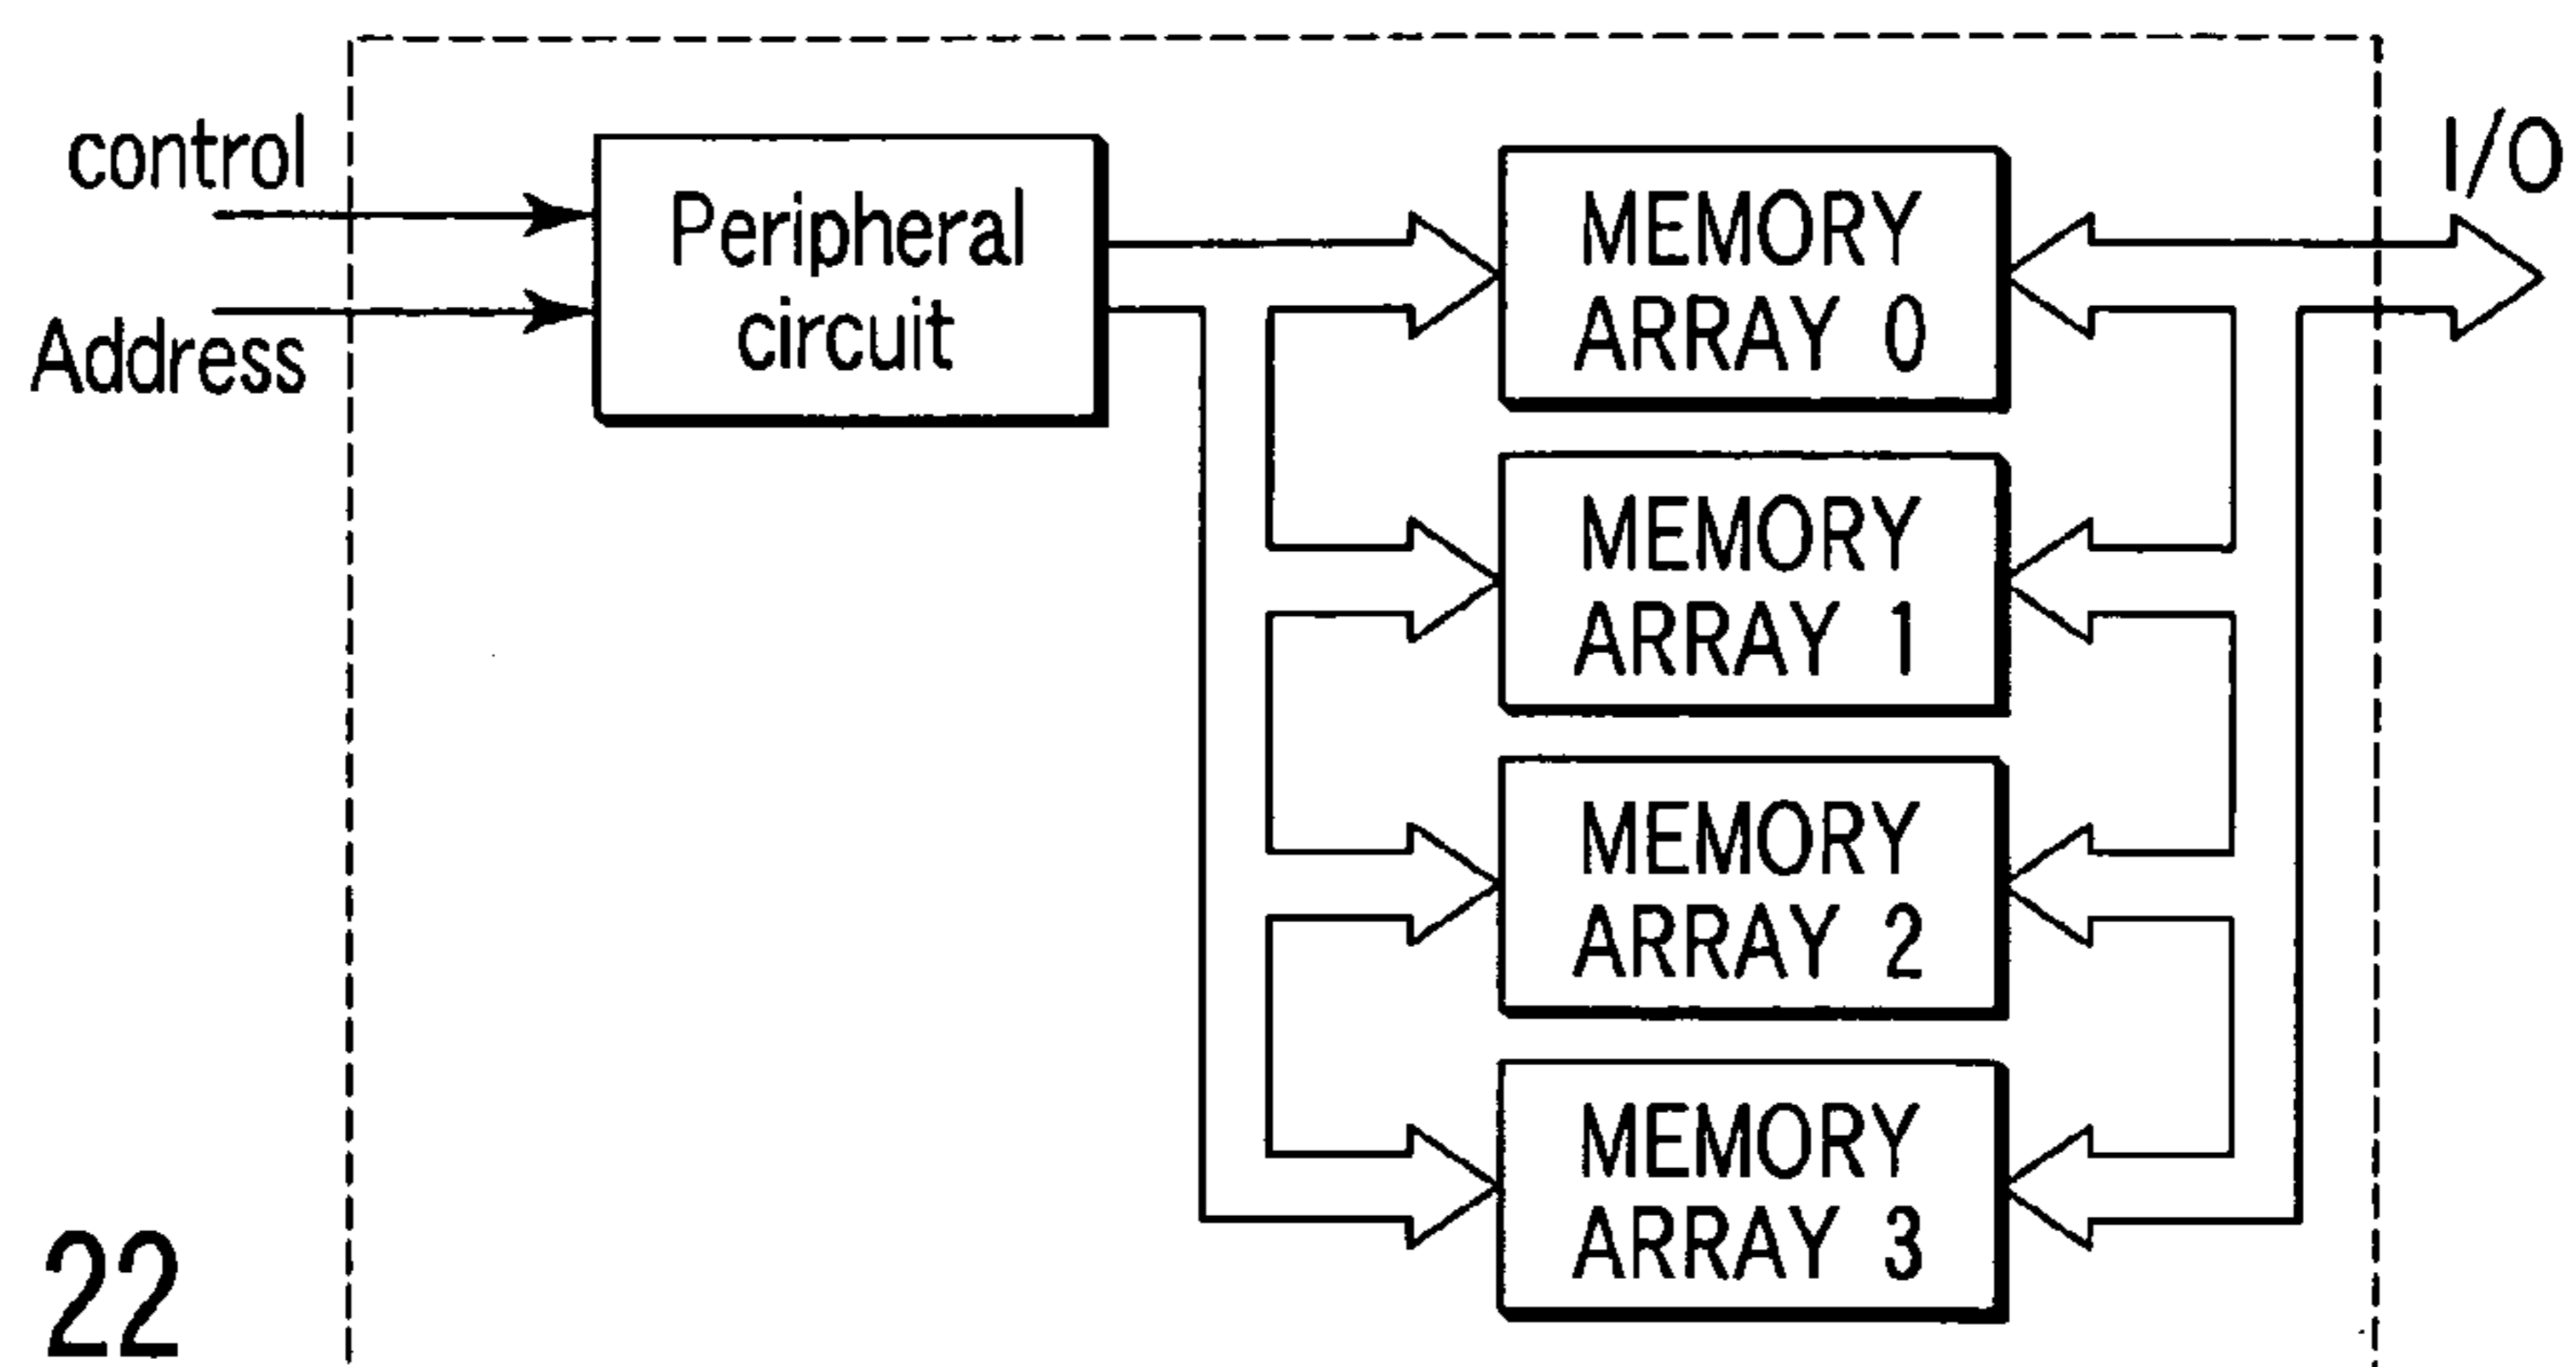 control
Address
Peripheral
circuit
MEMORY
ARRAY 0
I/O
MEMORY
ARRAY 1
MEMORY
ARRAY 2
MEMORY
ARRAY 3
22